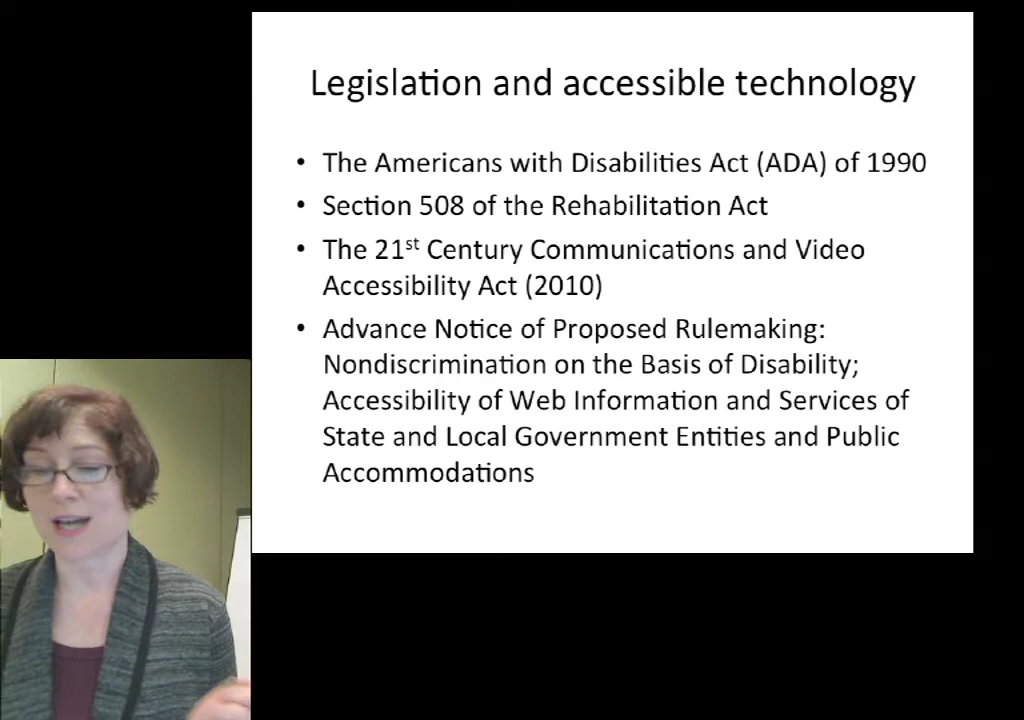 Legislation and accessible technology
• The Americans with Disabilities Act (ADA) of 1990
• Section 508 of the Rehabilitation Act
• The 21st Century Communications and Video
Accessibility Act (2010)
• Advance Notice of Proposed Rulemaking:
Nondiscrimination on the Basis of Disability;
Accessibility of Web Information and Services of
State and Local Government Entities and Public
Accommodations